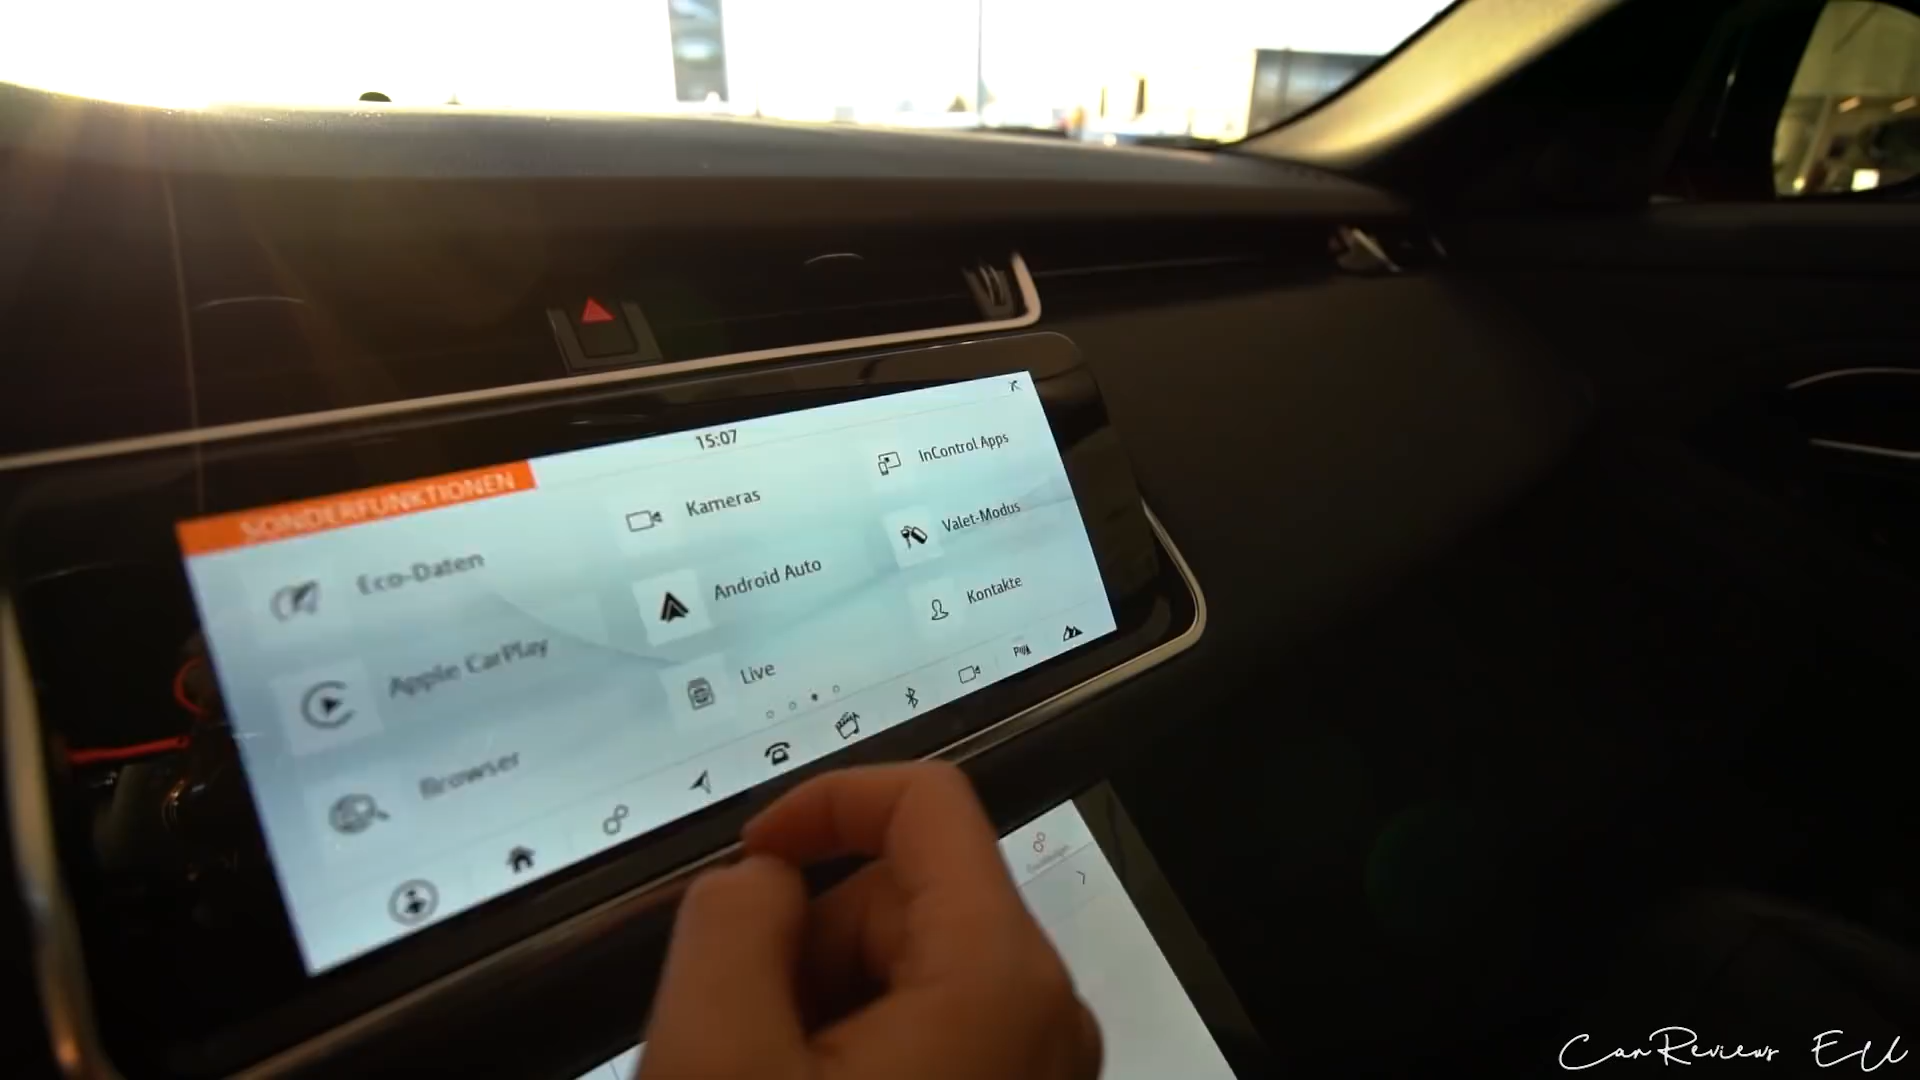 15:07
SONDERFUNKTIONEN
Eco-Daten
Kameras
InControl Apps
Apple CarPlay
Android Auto
Valet-Modus
Browser
Live
Kontakte
CarReviews EU